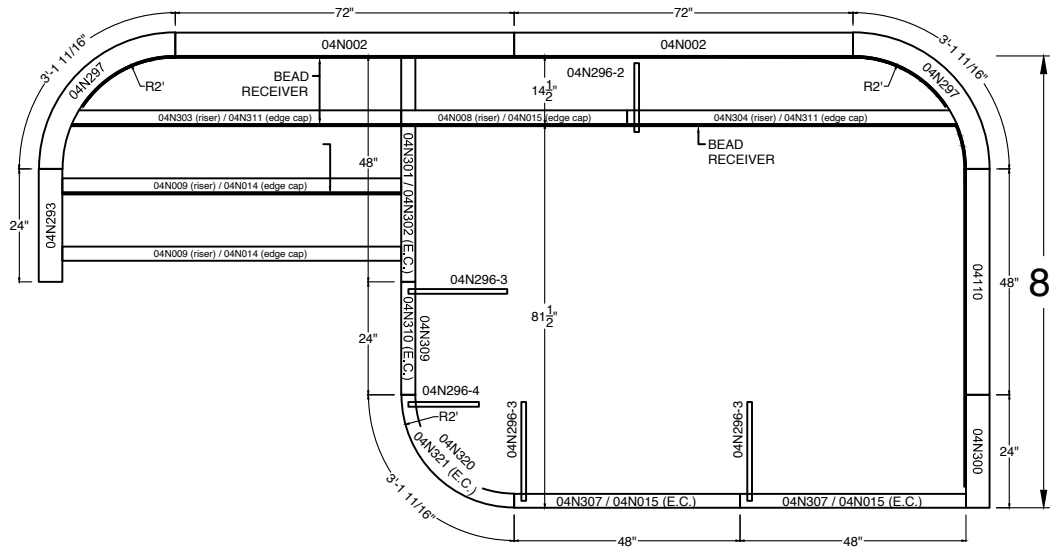 72"
72"
3'-1 11/16"
04N002
04N002
3'-1 11/16"
04N297
R2'
BEAD
RECEIVER
14 1/2"
04N296-2
R2'
04N297
04N303 (riser) / 04N311 (edge cap)
04N008 (riser) / 04N015 (edge cap)
04N304 (riser) / 04N311 (edge cap)
BEAD
RECEIVER
48"
04N009 (riser) / 04N014 (edge cap)
04N301 / 04N302 (E.C.)
24"
04N293
04N009 (riser) / 04N014 (edge cap)
04N296-3
04110
48"
8
81 1/2"
24"
04N310 (E.C.)
04N309
04N296-4
R2'
04N296-3
04N296-3
04N320
04N321 (E.C.)
04N300
24"
3'-1 11/16"
04N307 / 04N015 (E.C.)
04N307 / 04N015 (E.C.)
48"
48"